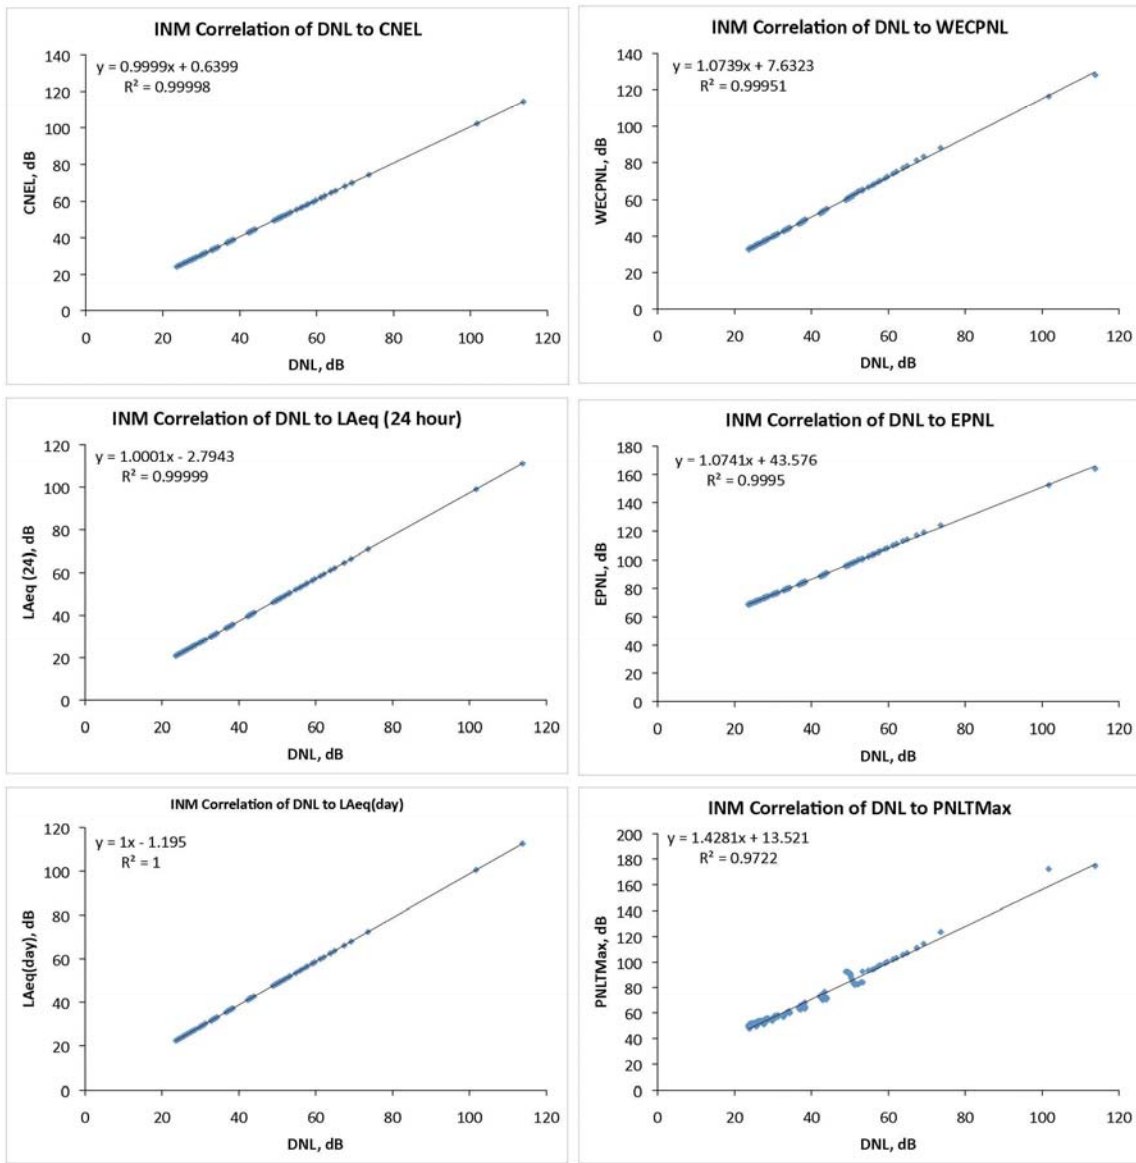 INM Correlation of DNL to CNEL
y = 0.9999x + 0.6399
R² = 0.99998
140
120
100
80
60
40
20
0
CNEL, dB
0 20 40 60 80 100 120
DNL, dB
INM Correlation of DNL to WECPNL
y = 1.0739x + 7.6323
R² = 0.99951
140
120
100
80
60
40
20
0
WECPNL, dB
0 20 40 60 80 100 120
DNL, dB
INM Correlation of DNL to LAeq (24 hour)
y = 1.0001x - 2.7943
R² = 0.99999
120
100
80
60
40
20
0
LAeq (24), dB
0 20 40 60 80 100 120
DNL, dB
INM Correlation of DNL to EPNL
y = 1.0741x + 43.576
R² = 0.9995
180
160
140
120
100
80
60
40
20
0
EPNL, dB
0 20 40 60 80 100 120
DNL, dB
INM Correlation of DNL to LAeq(day)
y = 1x - 1.195
R² = 1
120
100
80
60
40
20
0
LAeq(day), dB
0 20 40 60 80 100 120
DNL, dB
INM Correlation of DNL to PNLTMax
y = 1.4281x + 13.521
R² = 0.9722
200
180
160
140
120
100
80
60
40
20
0
PNLTMax, dB
0 20 40 60 80 100 120
DNL, dB